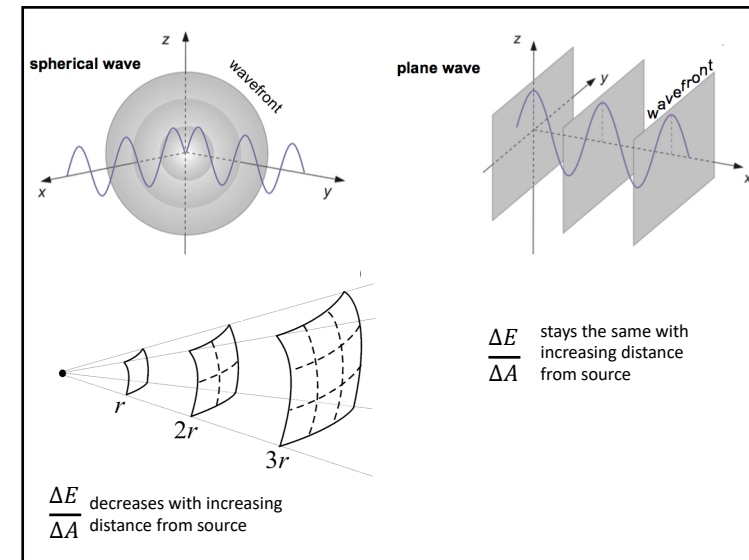 z
spherical wave
wavefront
x
y
z
plane wave
y
wavefront
x
r
2r
3r
ΔE
ΔA
decreases with increasing
distance from source
ΔE
ΔA
stays the same with
increasing distance
from source